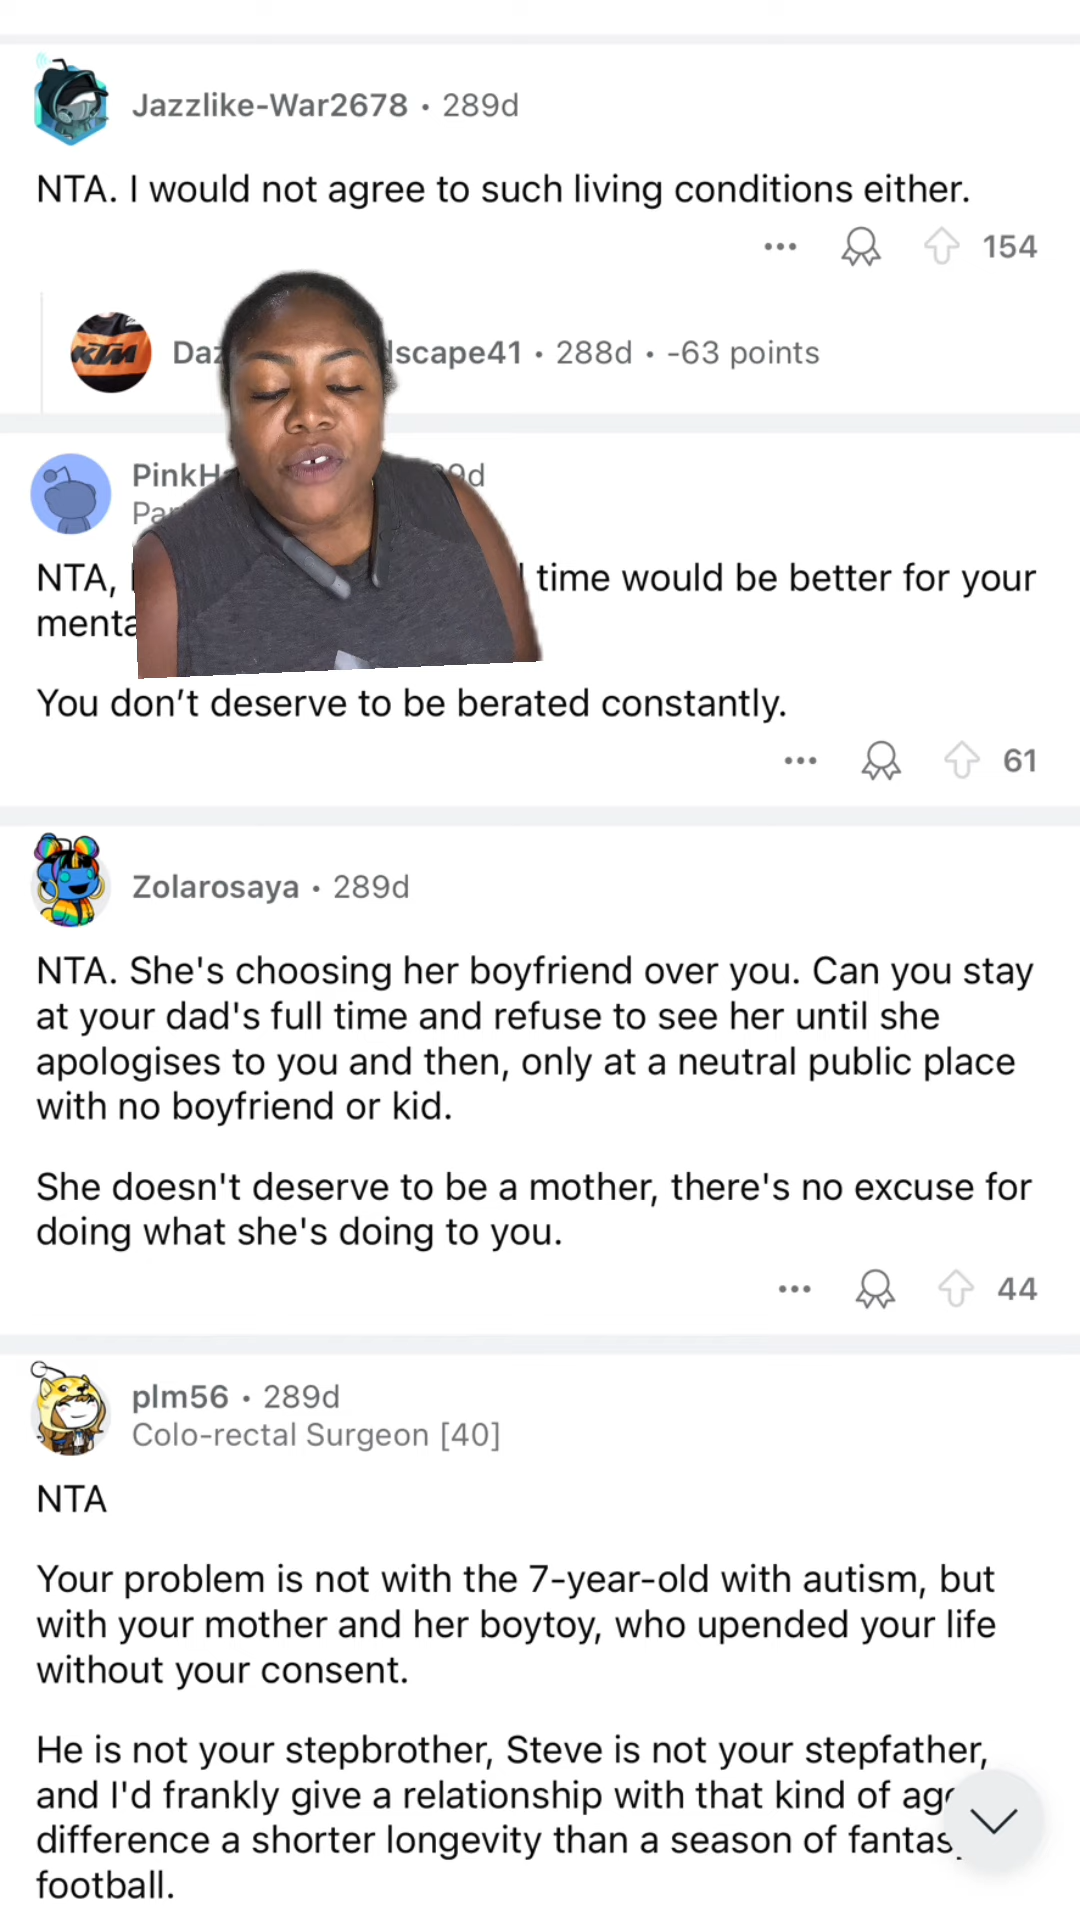 Jazzlike-War2678 • 289d
NTA. I would not agree to such living conditions either.
154
KTM
scape41 • 288d • -63 points
9d
NTA, time would be better for your
You don't deserve to be berated constantly.
61
Zolarosaya • 289d
NTA. She's choosing her boyfriend over you. Can you stay
at your dad's full time and refuse to see her until she
apologises to you and then, only at a neutral public place
with no boyfriend or kid.
She doesn't deserve to be a mother, there's no excuse for
doing what she's doing to you.
44
plm56 • 289d
Colo-rectal Surgeon [40]
NTA
Your problem is not with the 7-year-old with autism, but
with your mother and her boytoy, who upended your life
without your consent.
He is not your stepbrother, Steve is not your stepfather,
and I'd frankly give a relationship with that kind of
difference a shorter longevity than a season of
football.